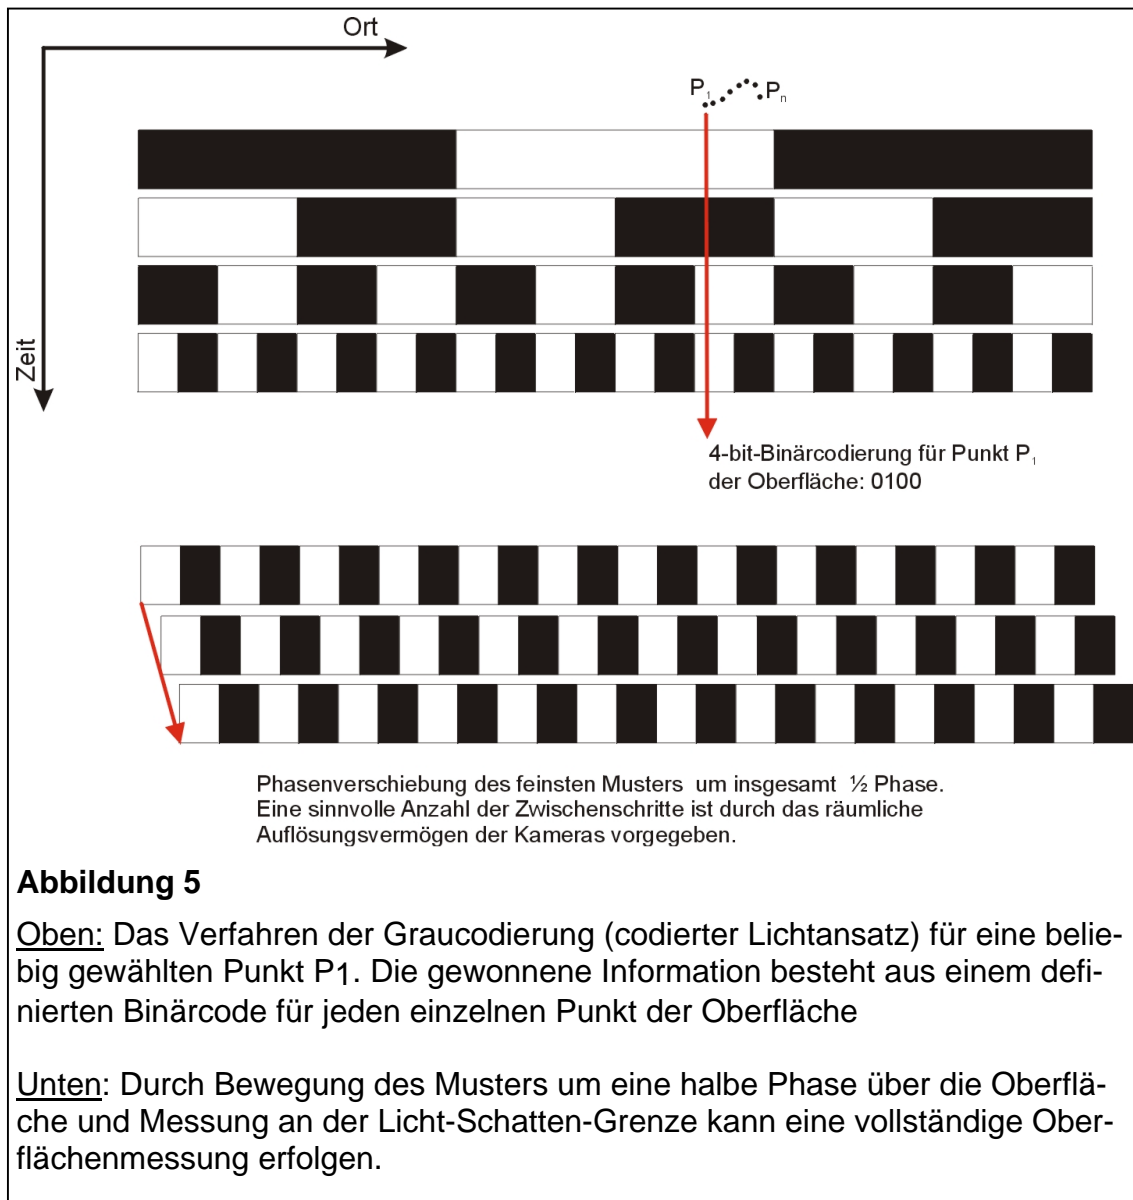 Ort
P1 Pn
Zeit
4-bit-Binärcodierung für Punkt P1
der Oberfläche: 0100
Phasenverschiebung des feinsten Musters um insgesamt ½ Phase.
Eine sinnvolle Anzahl der Zwischenschritte ist durch das räumliche
Auflösungsvermögen der Kameras vorgegeben.
Abbildung 5
Oben: Das Verfahren der Graucodierung (codierter Lichtansatz) für eine belie-
big gewählten Punkt P1. Die gewonnene Information besteht aus einem defi-
nierten Binärcode für jeden einzelnen Punkt der Oberfläche
Unten: Durch Bewegung des Musters um eine halbe Phase über die Oberflä-
che und Messung an der Licht-Schatten-Grenze kann eine vollständige Ober-
flächenmessung erfolgen.